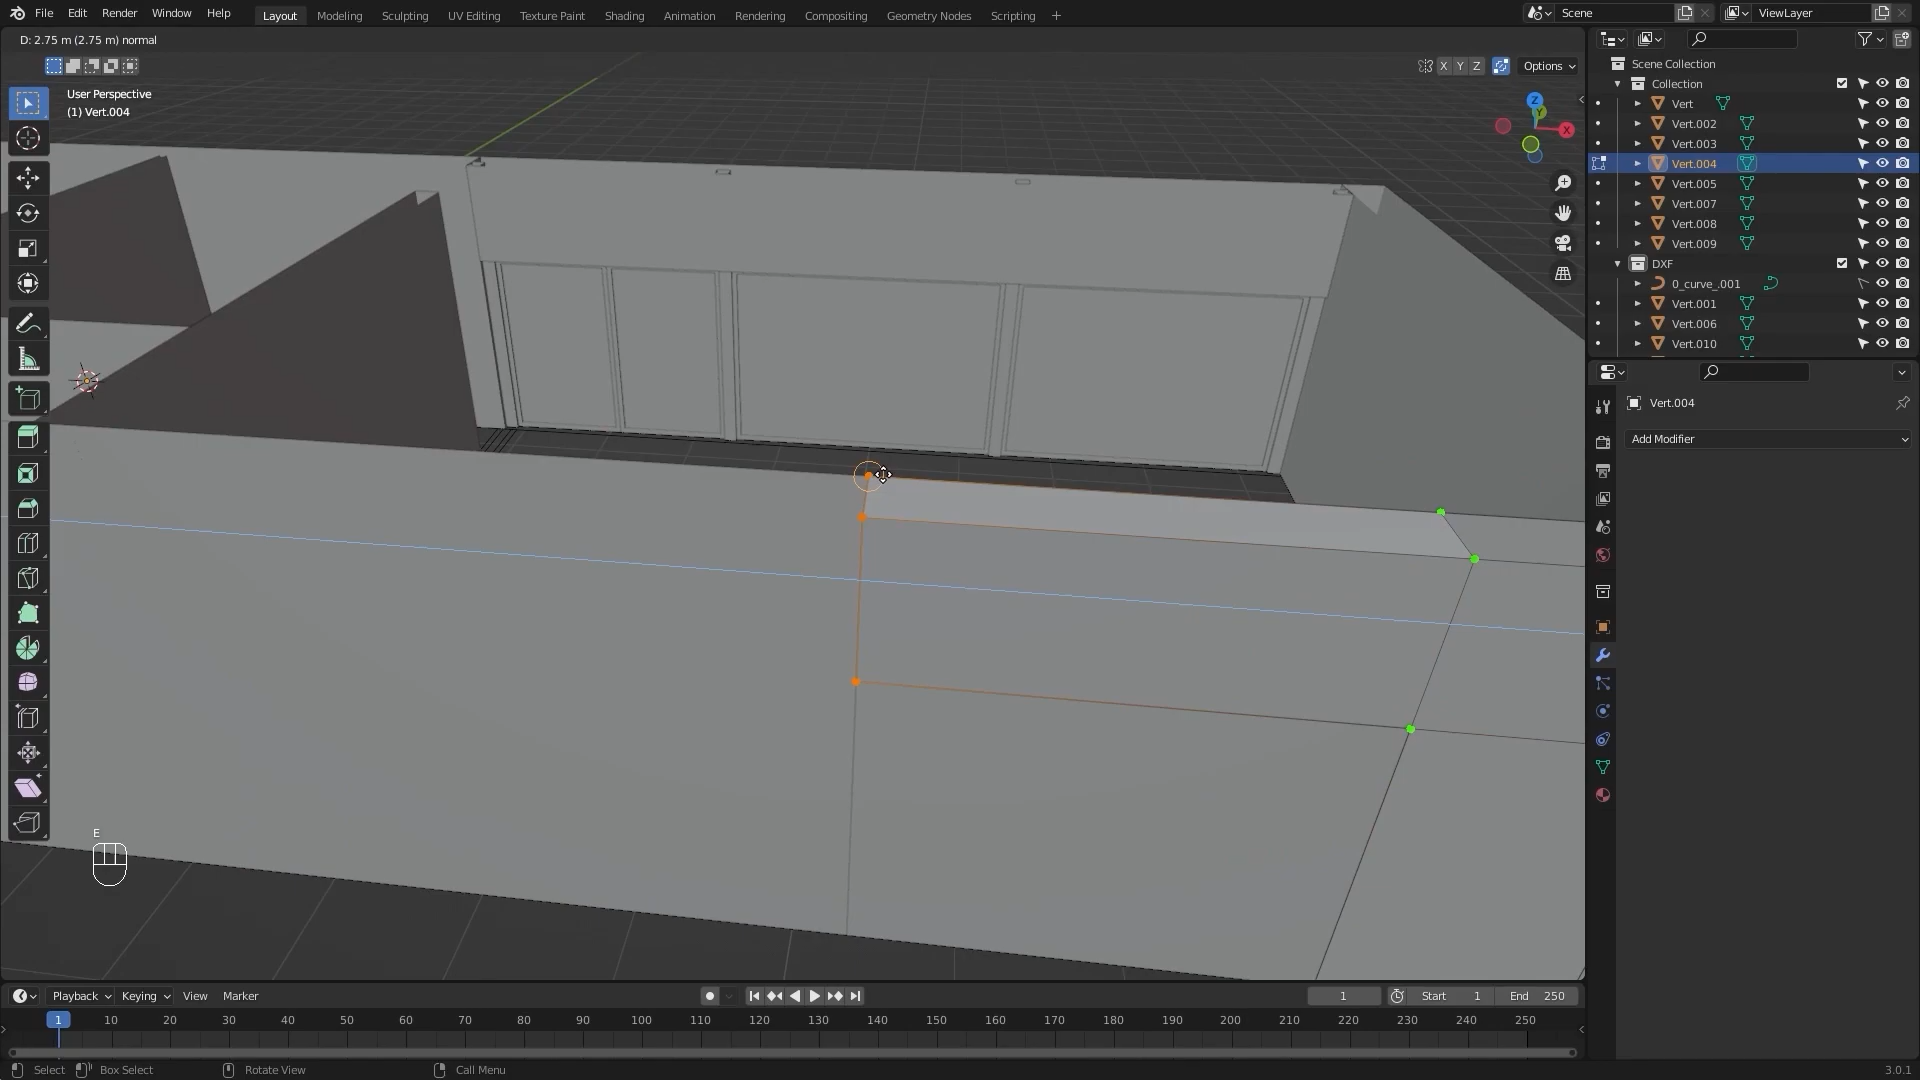 File Edit Render Window Help Layout Modeling Sculpting UV Editing Texture Paint Shading Animation Rendering Compositing Geometry Nodes Scripting + Scene ViewLayer
D: 2.75 m (2.75 m) normal
X Y Z Options
User Perspective
(1) Vert.004
Z
Y
X
E
Scene Collection
Collection
Vert
Vert.002
Vert.003
Vert.004
Vert.005
Vert.007
Vert.008
Vert.009
DXF
0_curve_.001
Vert.001
Vert.006
Vert.010
Vert.004
Add Modifier
Playback Keying View Marker 1 Start 1 End 250
1 10 20 30 40 50 60 70 80 90 100 110 120 130 140 150 160 170 180 190 200 210 220 230 240 250
Select Box Select Rotate View Call Menu 3.0.1